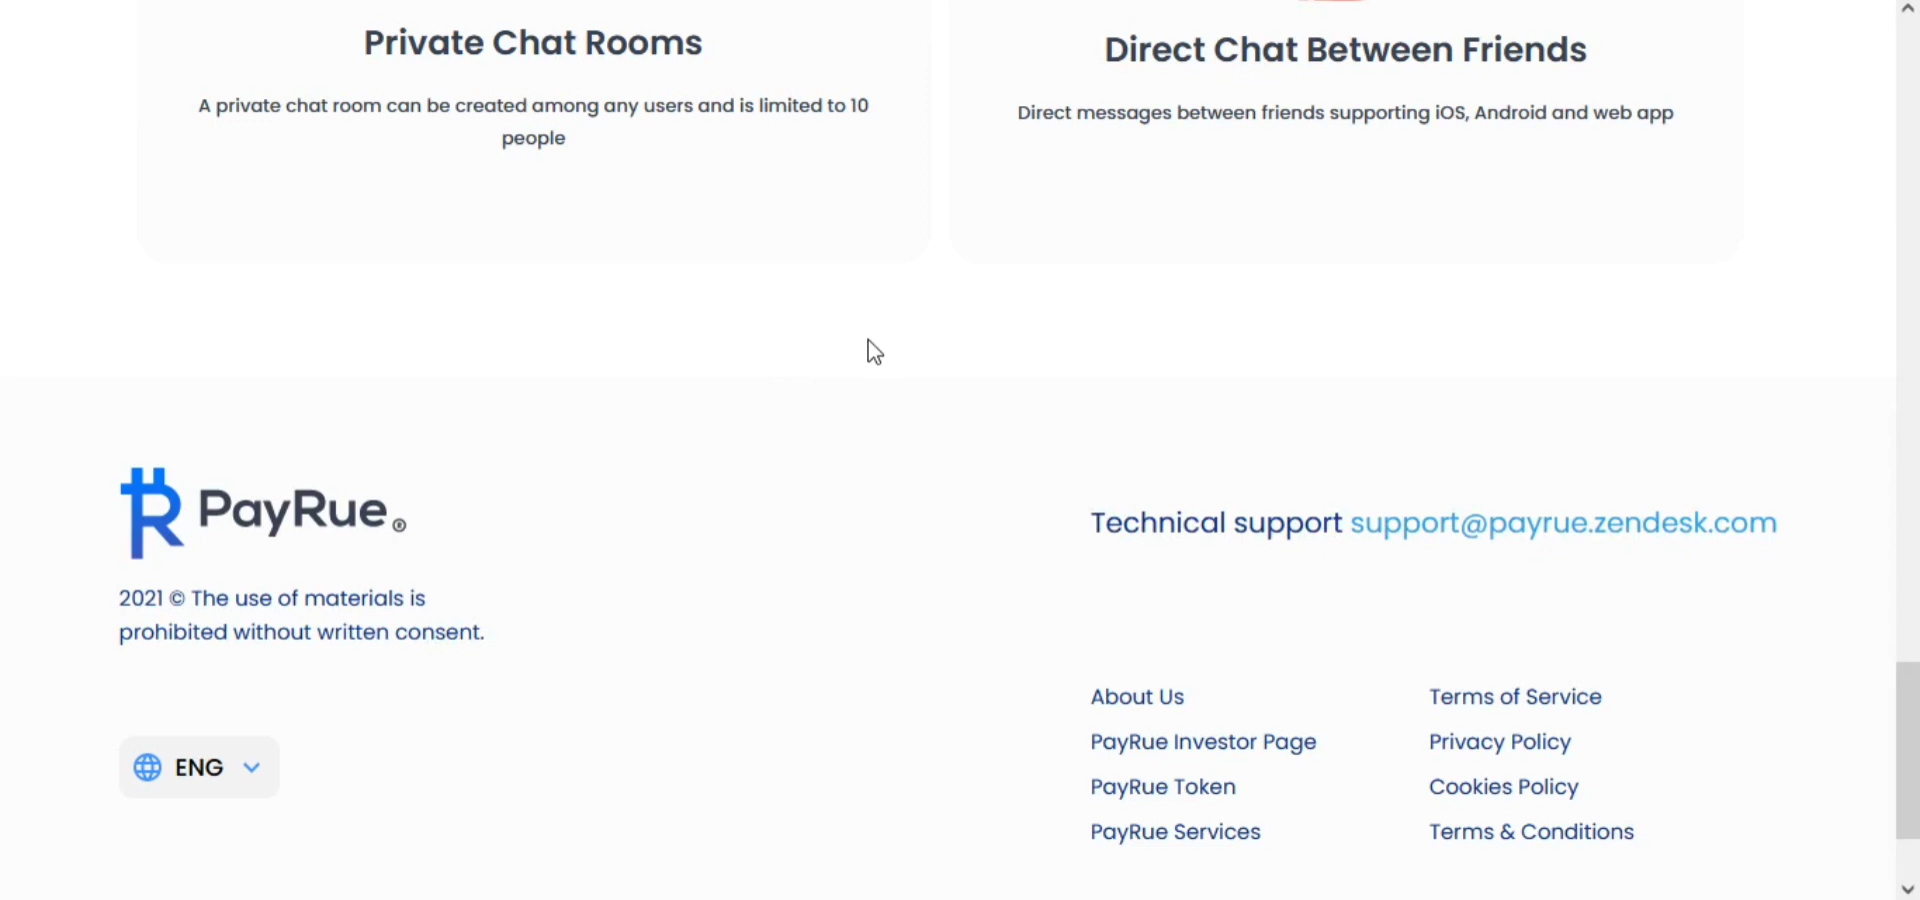 Private Chat Rooms
A private chat room can be created among any users and is limited to 10
people
Direct Chat Between Friends
Direct messages between friends supporting iOS, Android and web app
PayRue®
2021 © The use of materials is
prohibited without written consent.
ENG
Technical support support@payrue.zendesk.com
About Us
PayRue Investor Page
PayRue Token
PayRue Services
Terms of Service
Privacy Policy
Cookies Policy
Terms & Conditions